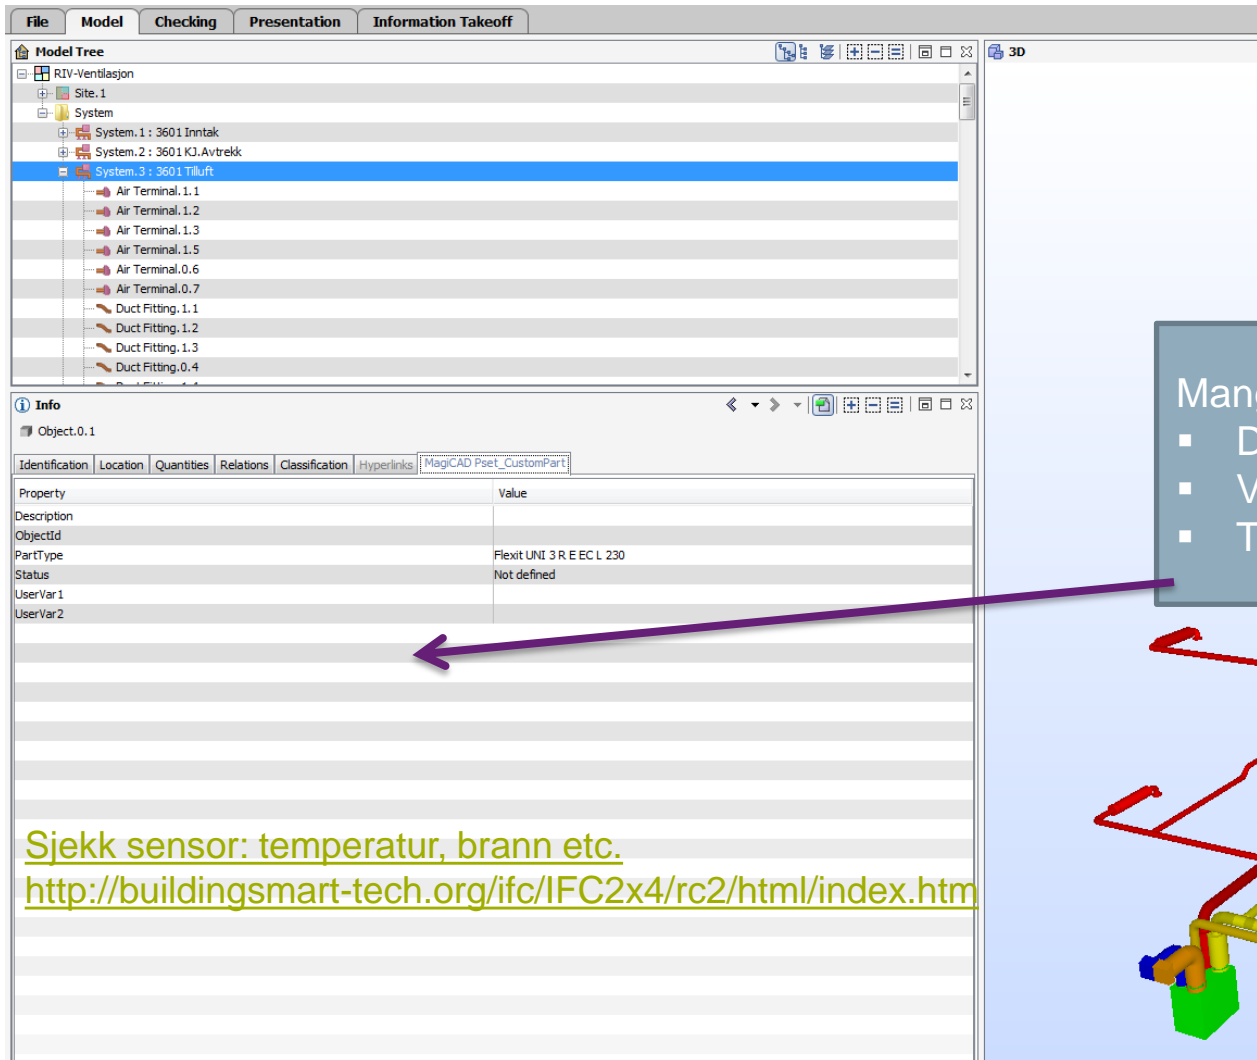 File Model Checking Presentation Information Takeoff
Model Tree
RIV-Ventilasjon
Site.1
System
System.1 : 3601 Inntak
System.2 : 3601 KJ.Avtrekk
System.3 : 3601 Tilluft
Air Terminal.1.1
Air Terminal.1.2
Air Terminal.1.3
Air Terminal.1.5
Air Terminal.0.6
Air Terminal.0.7
Duct Fitting.1.1
Duct Fitting.1.2
Duct Fitting.1.3
Duct Fitting.0.4
Info
Object.0.1
Identification Location Quantities Relations Classification Hyperlinks MagiCAD Pset_CustomPart
Property Value
Description
ObjectId
PartType Flexit UNI 3 R E EC L 230
Status Not defined
UserVar1
UserVar2
Sjekk sensor: temperatur, brann etc.
http://buildingsmart-tech.org/ifc/IFC2x4/rc2/html/index.htm
3D
D
V
T